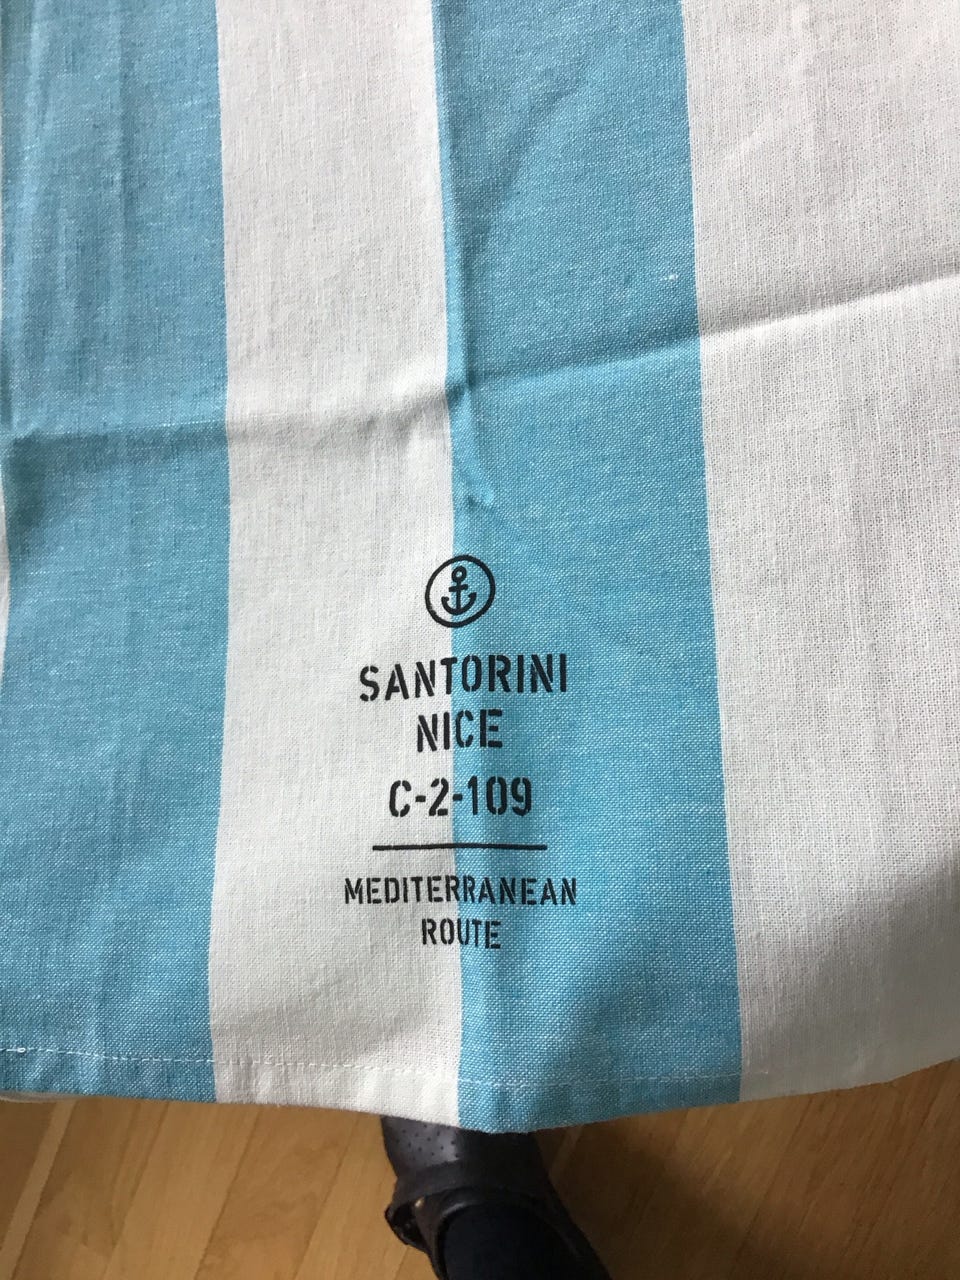 SANTORINI
NICE
C-2-109
MEDITERRANEAN
ROUTE